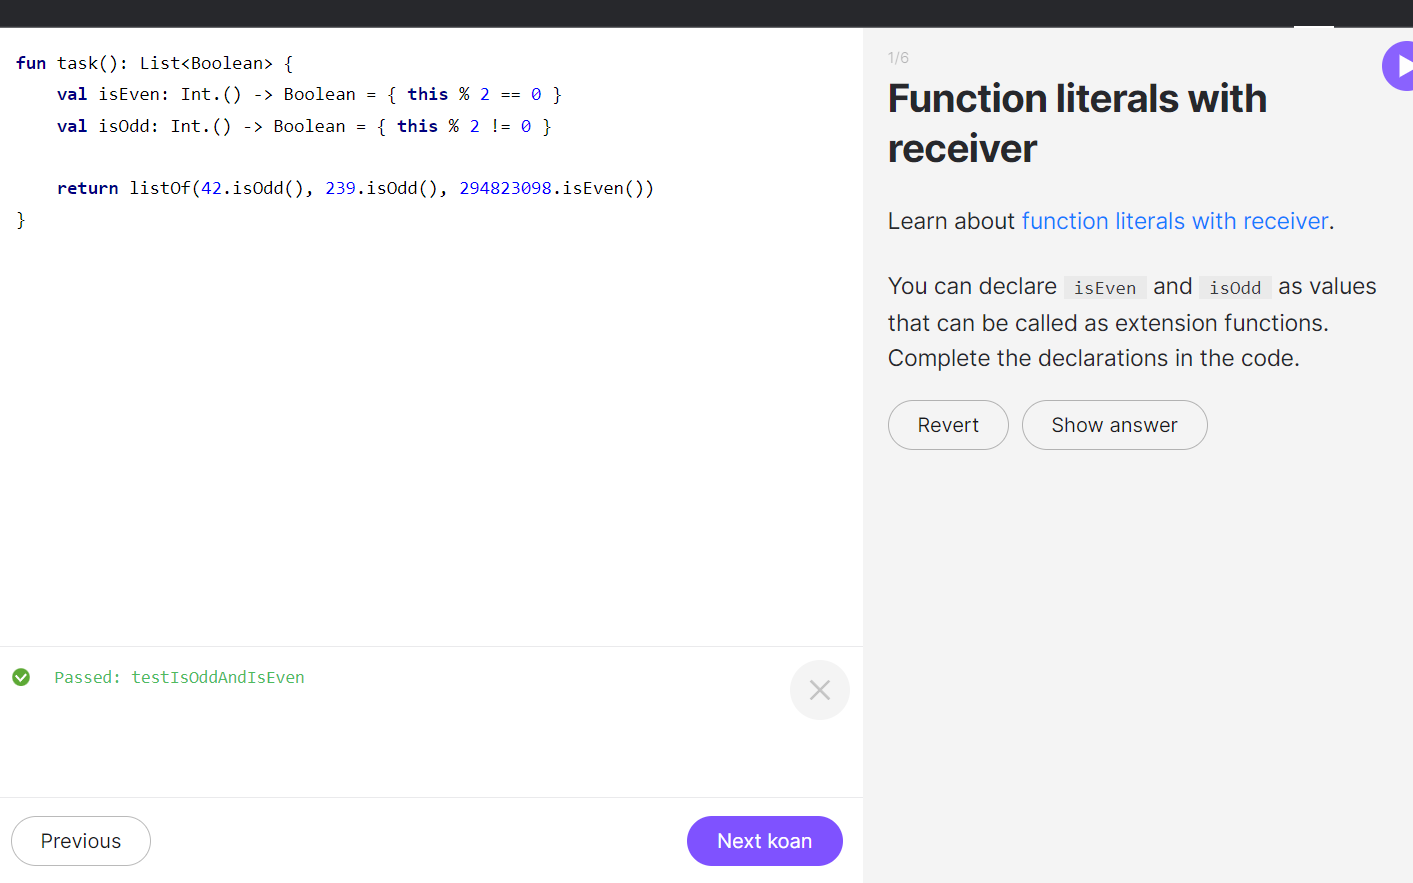 fun task(): List<Boolean> {
    val isEven: Int.() -> Boolean = { this % 2 == 0 }
    val isOdd: Int.() -> Boolean = { this % 2 != 0 }
    return listOf(42.isOdd(), 239.isOdd(), 294823098.isEven())
}
Passed: testIsOddAndIsEven
Previous
Next koan
1/6
Function literals with
receiver
Learn about function literals with receiver.
You can declare isEven and isOdd as values
that can be called as extension functions.
Complete the declarations in the code.
Revert
Show answer